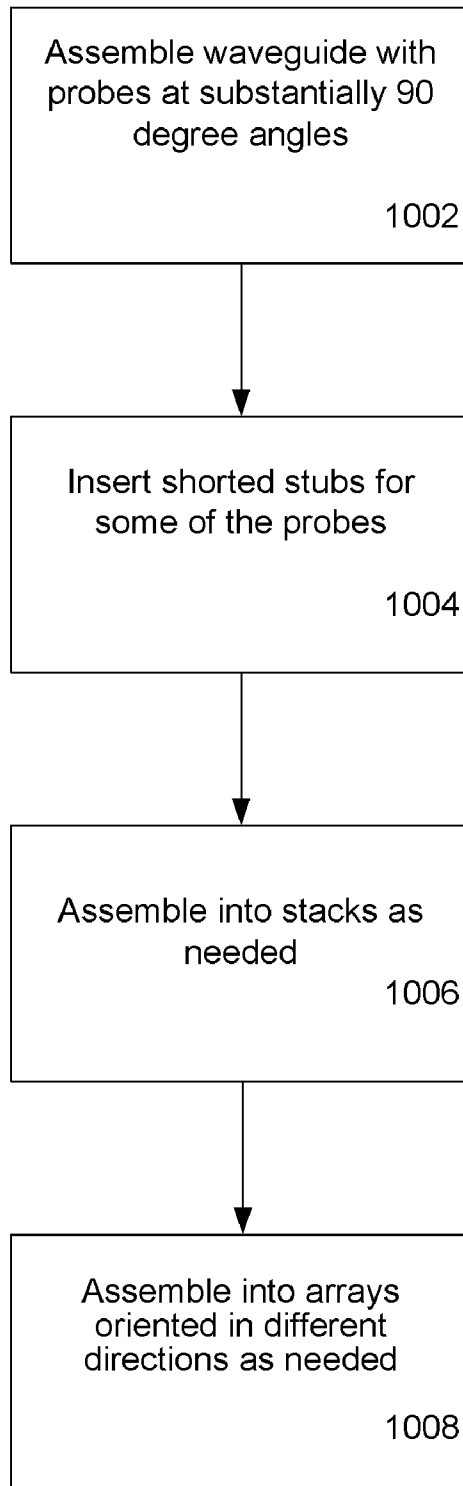 Assemble waveguide with
probes at substantially 90
degree angles
1002
Insert shorted stubs for
some of the probes
1004
Assemble into stacks as
needed
1006
Assemble into arrays
oriented in different
directions as needed
1008